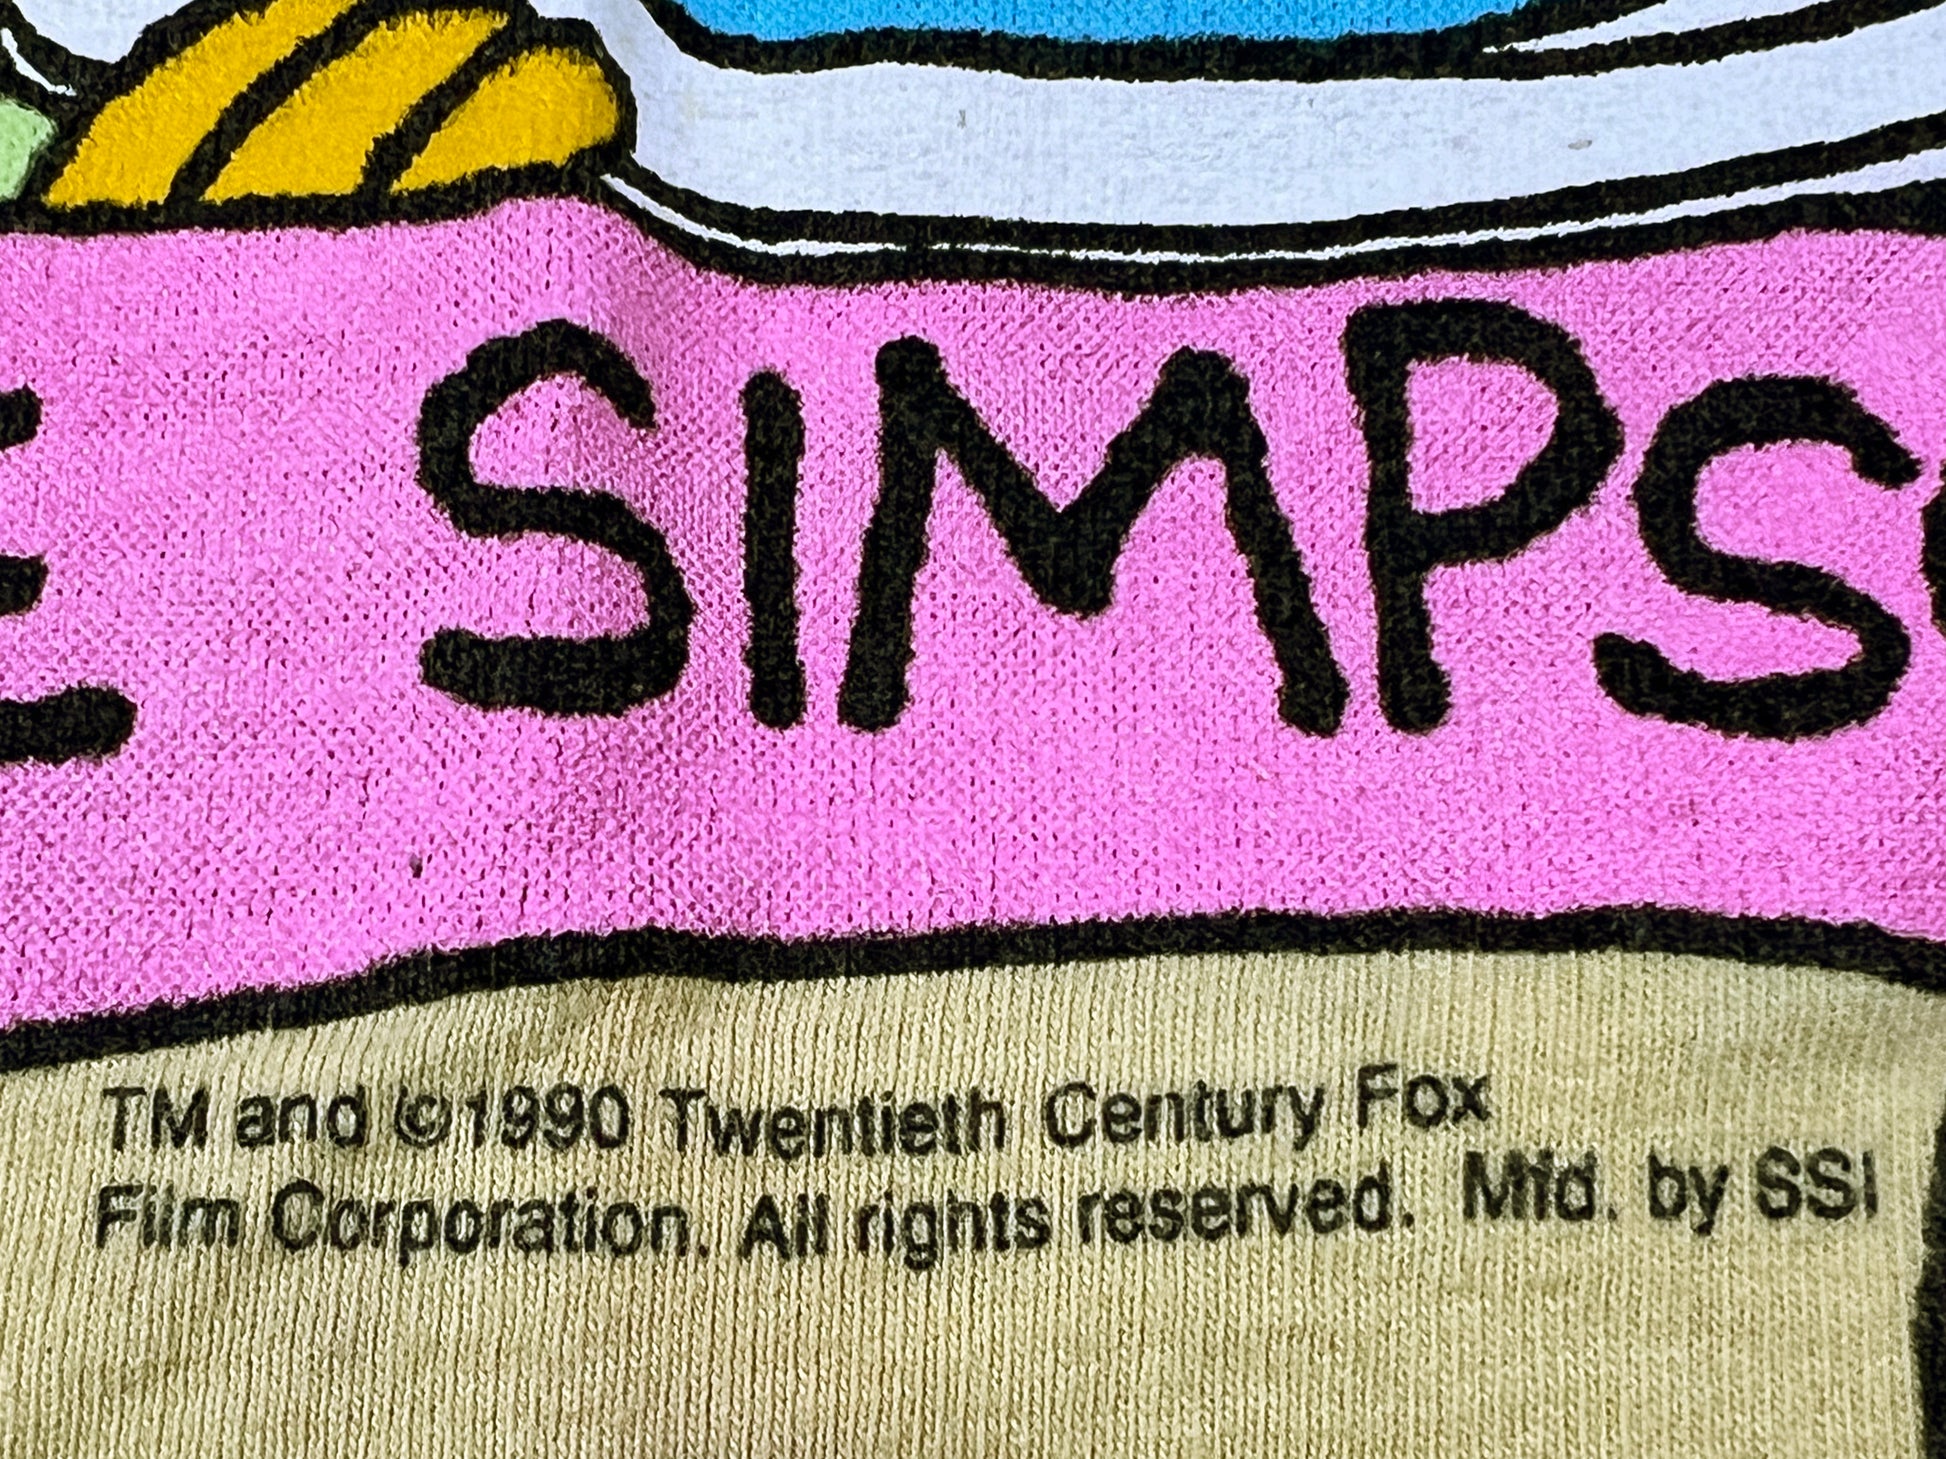 E SIMPS
TM and ©1990 Twentieth Century Fox
Film Corporation. All rights reserved. Mfd. by SSI